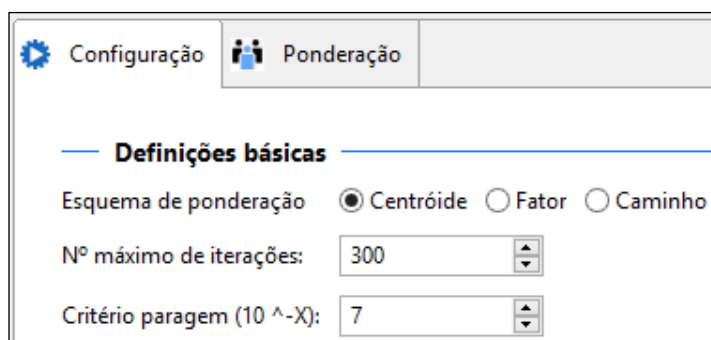 Configuração Ponderação
Definições básicas
Esquema de ponderação Centróide Fator Caminho
Nº máximo de iterações: 300
Critério paragem (10 ^-X): 7